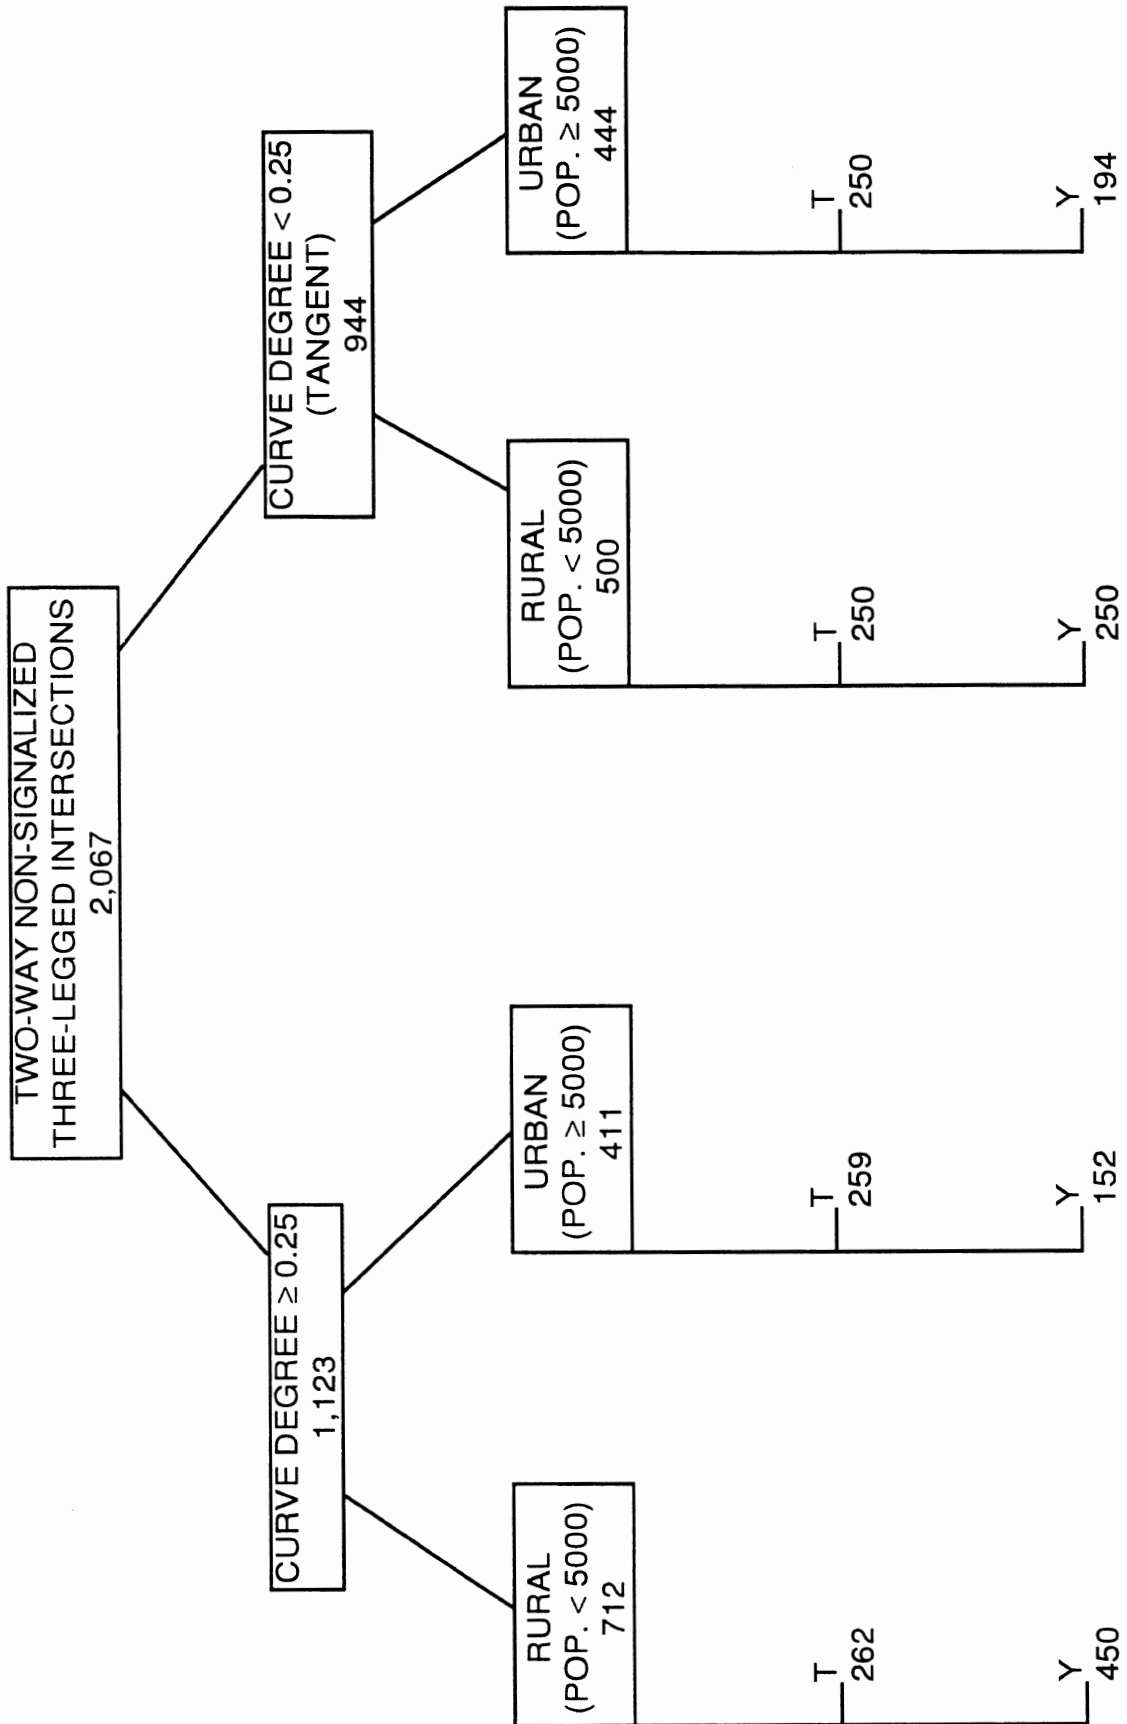 TWO-WAY NON-SIGNALIZED
THREE-LEGGED INTERSECTIONS
2,067
CURVE DEGREE ≥ 0.25
1,123
CURVE DEGREE < 0.25
(TANGENT)
944
RURAL
(POP. < 5000)
712
URBAN
(POP. ≥ 5000)
411
RURAL
(POP. < 5000)
500
URBAN
(POP. ≥ 5000)
444
T
262
T
259
T
250
T
250
Y
450
Y
152
Y
250
Y
194